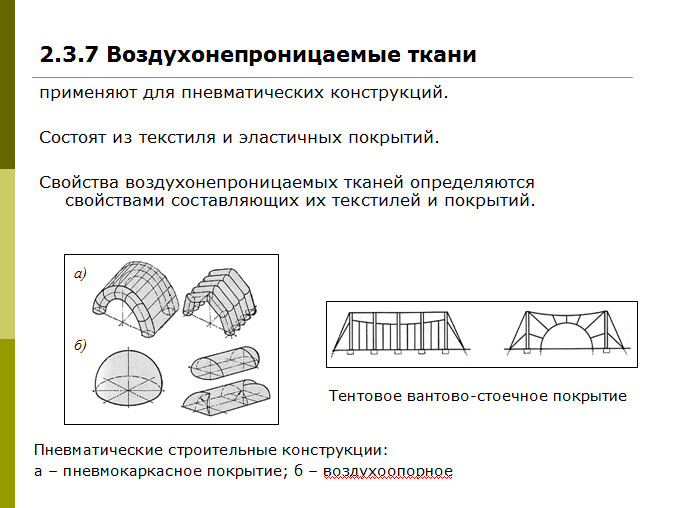 2.3.7 Воздухонепроницаемые ткани
применяют для пневматических конструкций.
Состоят из текстиля и эластичных покрытий.
Свойства воздухонепроницаемых тканей определяются
свойствами составляющих их текстилей и покрытий.
а)
б)
Тентовое вантово-стоечное покрытие
Пневматические строительные конструкции:
а – пневмокаркасное покрытие; б – воздухоопорное